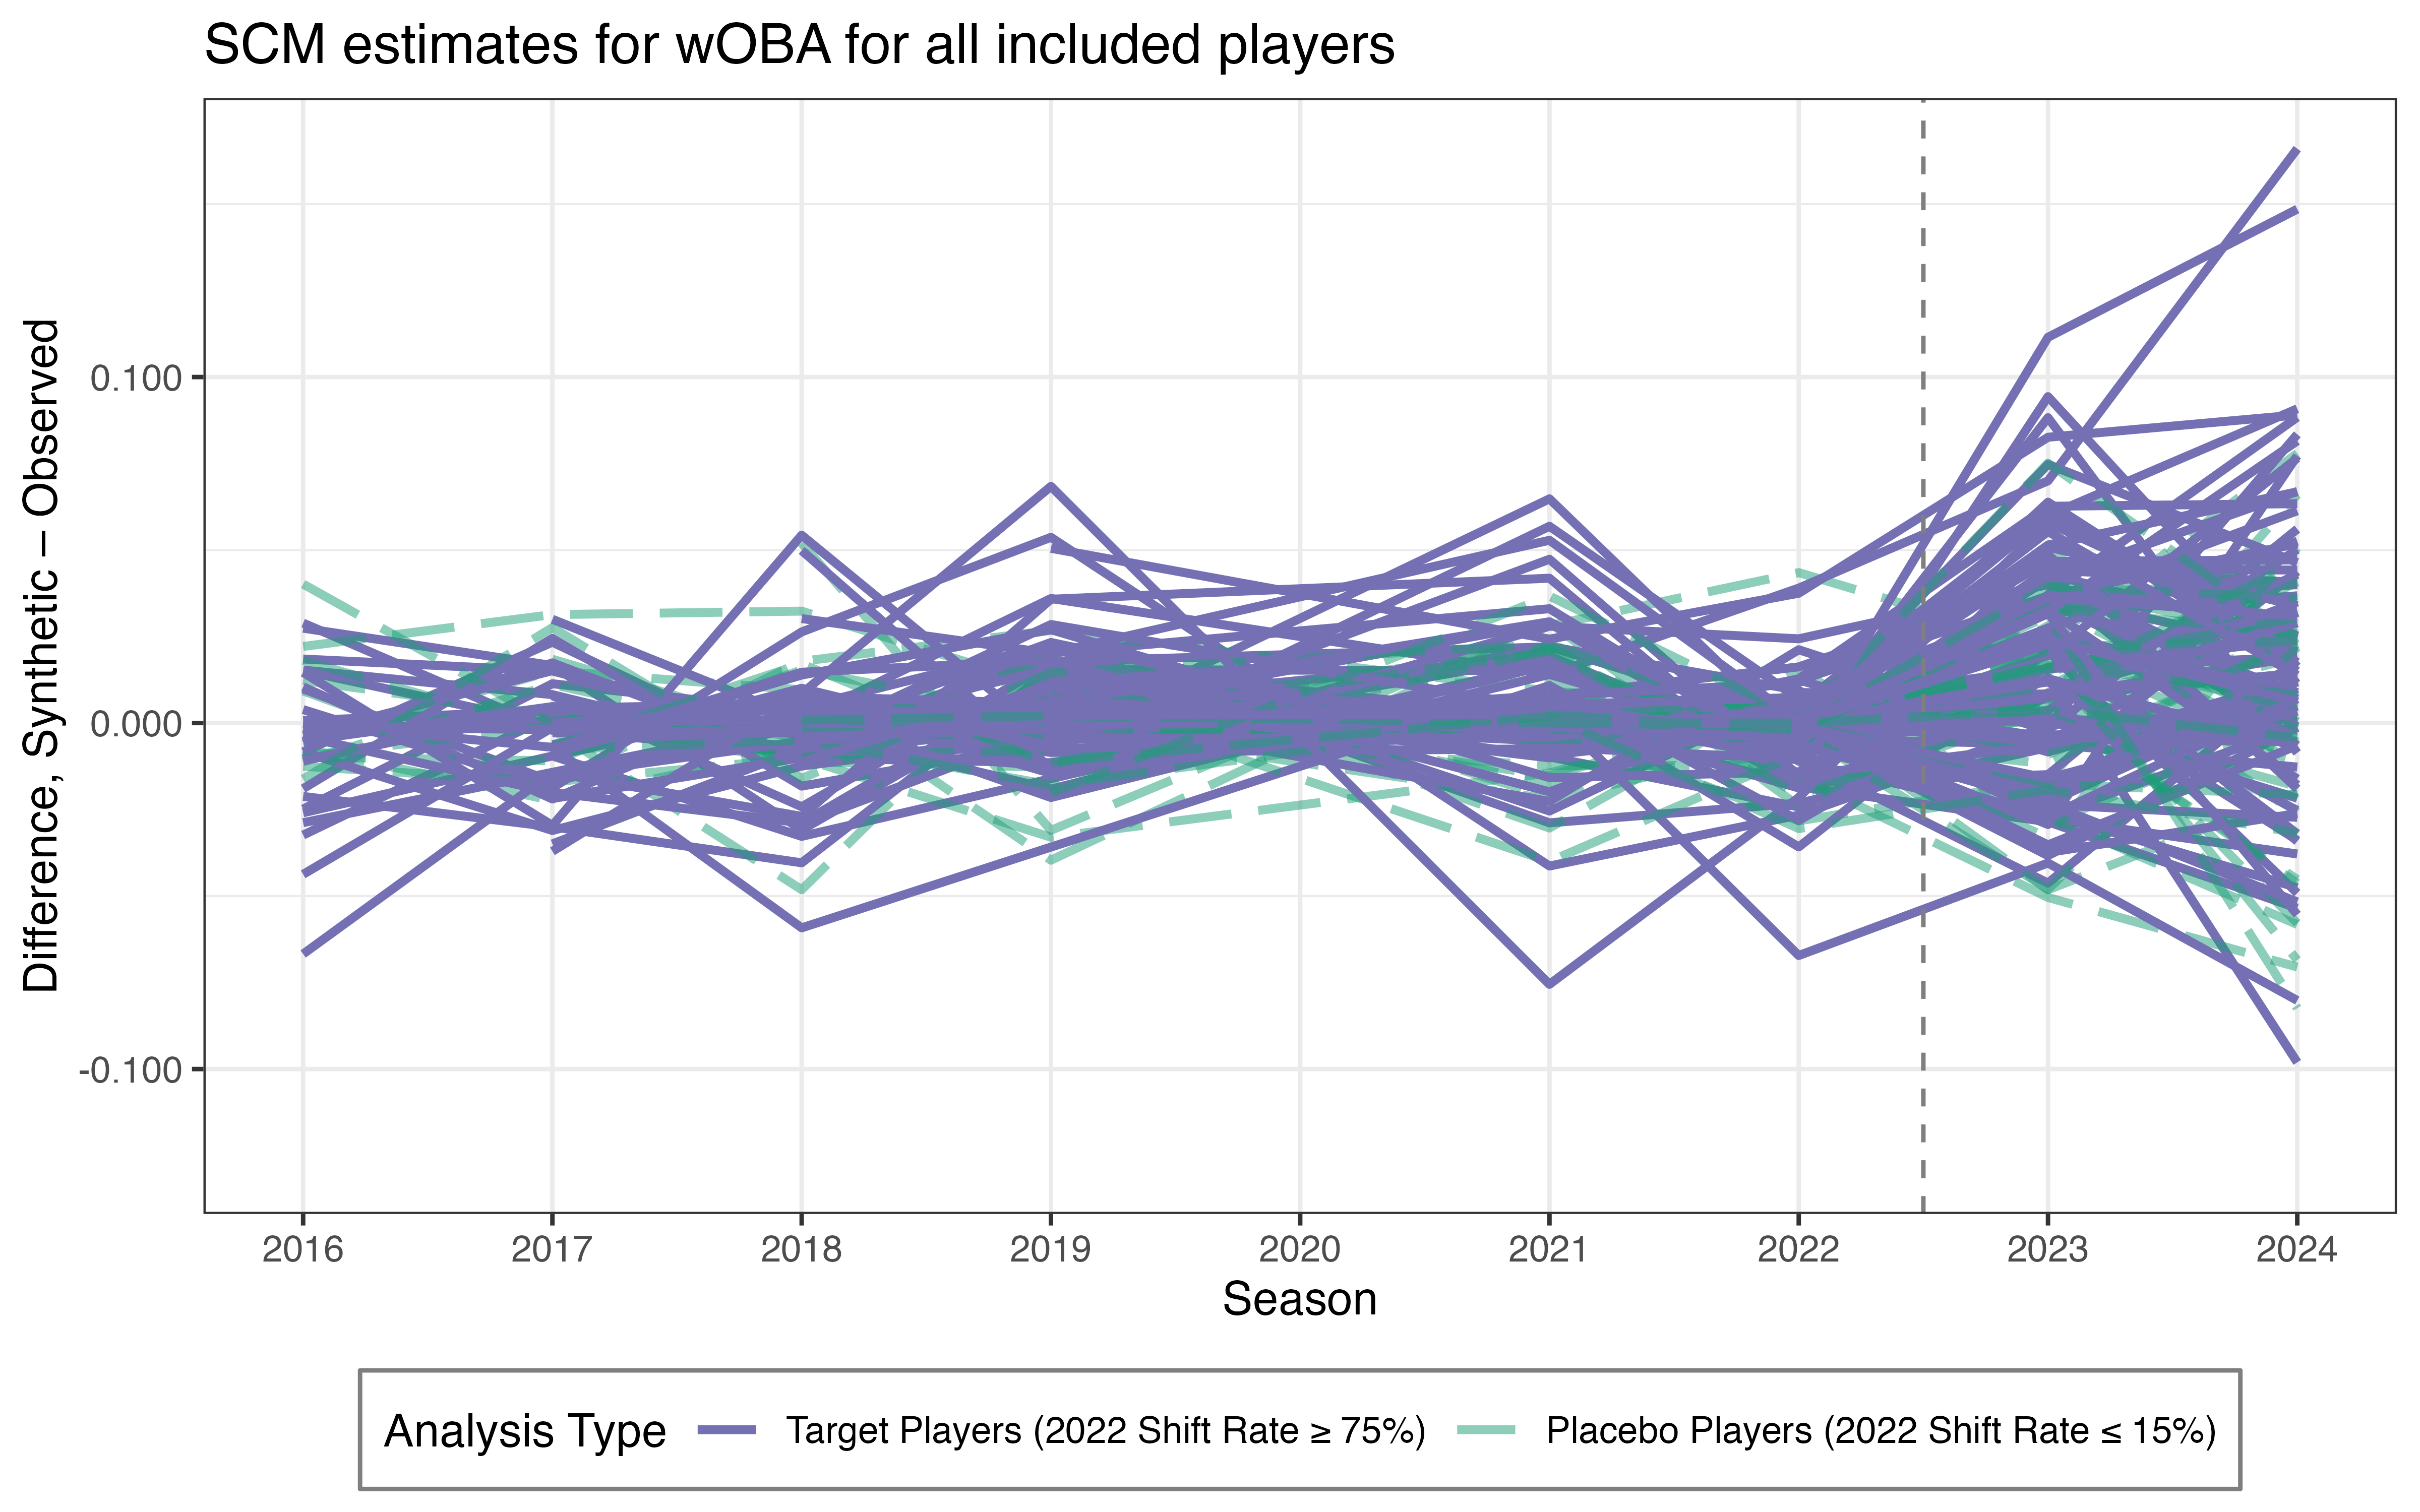 SCM estimates for wOBA for all included players
Difference, Synthetic − Observed
0.100
0.000
-0.100
2016 2017 2018 2019 2020 2021 2022 2023 2024
Season
Analysis Type Target Players (2022 Shift Rate ≥ 75%) Placebo Players (2022 Shift Rate ≤ 15%)